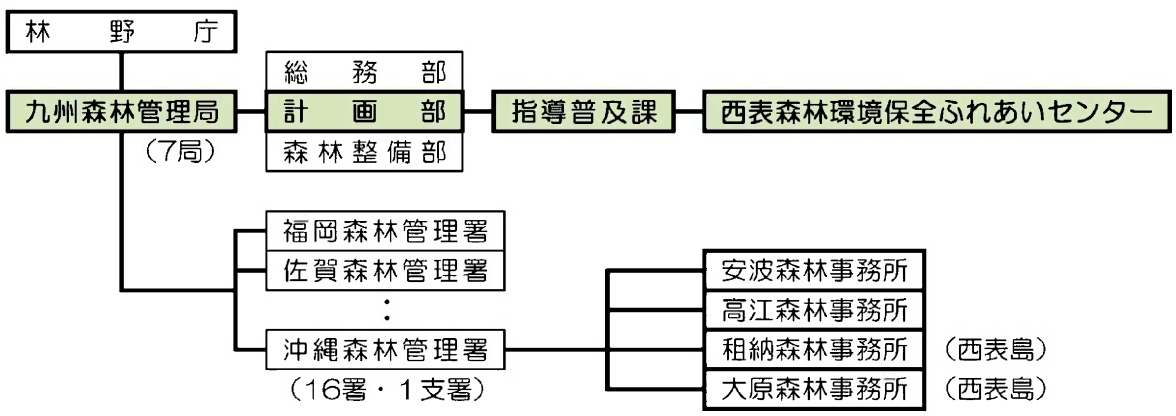 林野庁
総務部
九州森林管理局
計画部
指導普及課
西表森林環境保全ふれあいセンター
(7局)
森林整備部
福岡森林管理署
佐賀森林管理署
:
沖縄森林管理署
(16署・1支署)
安波森林事務所
高江森林事務所
租納森林事務所 (西表島)
大原森林事務所 (西表島)